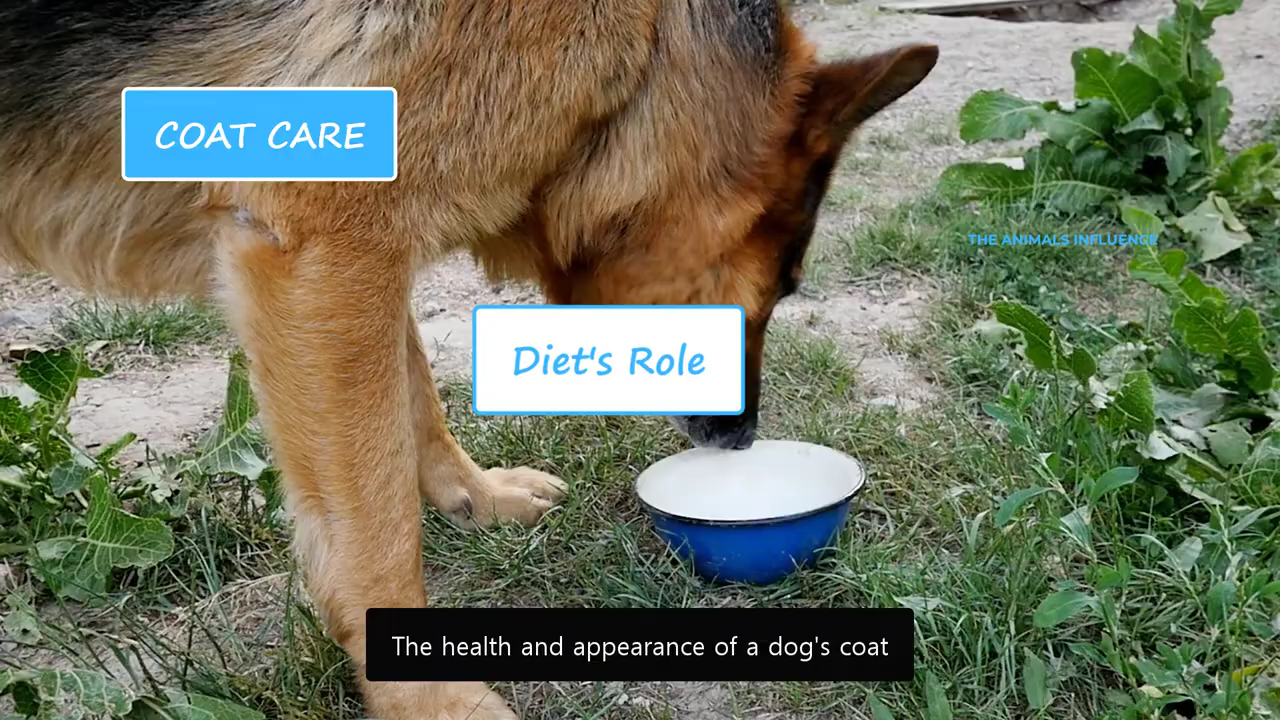 COAT CARE
THE ANIMALS INFLUENCE
Diet's Role
The health and appearance of a dog's coat